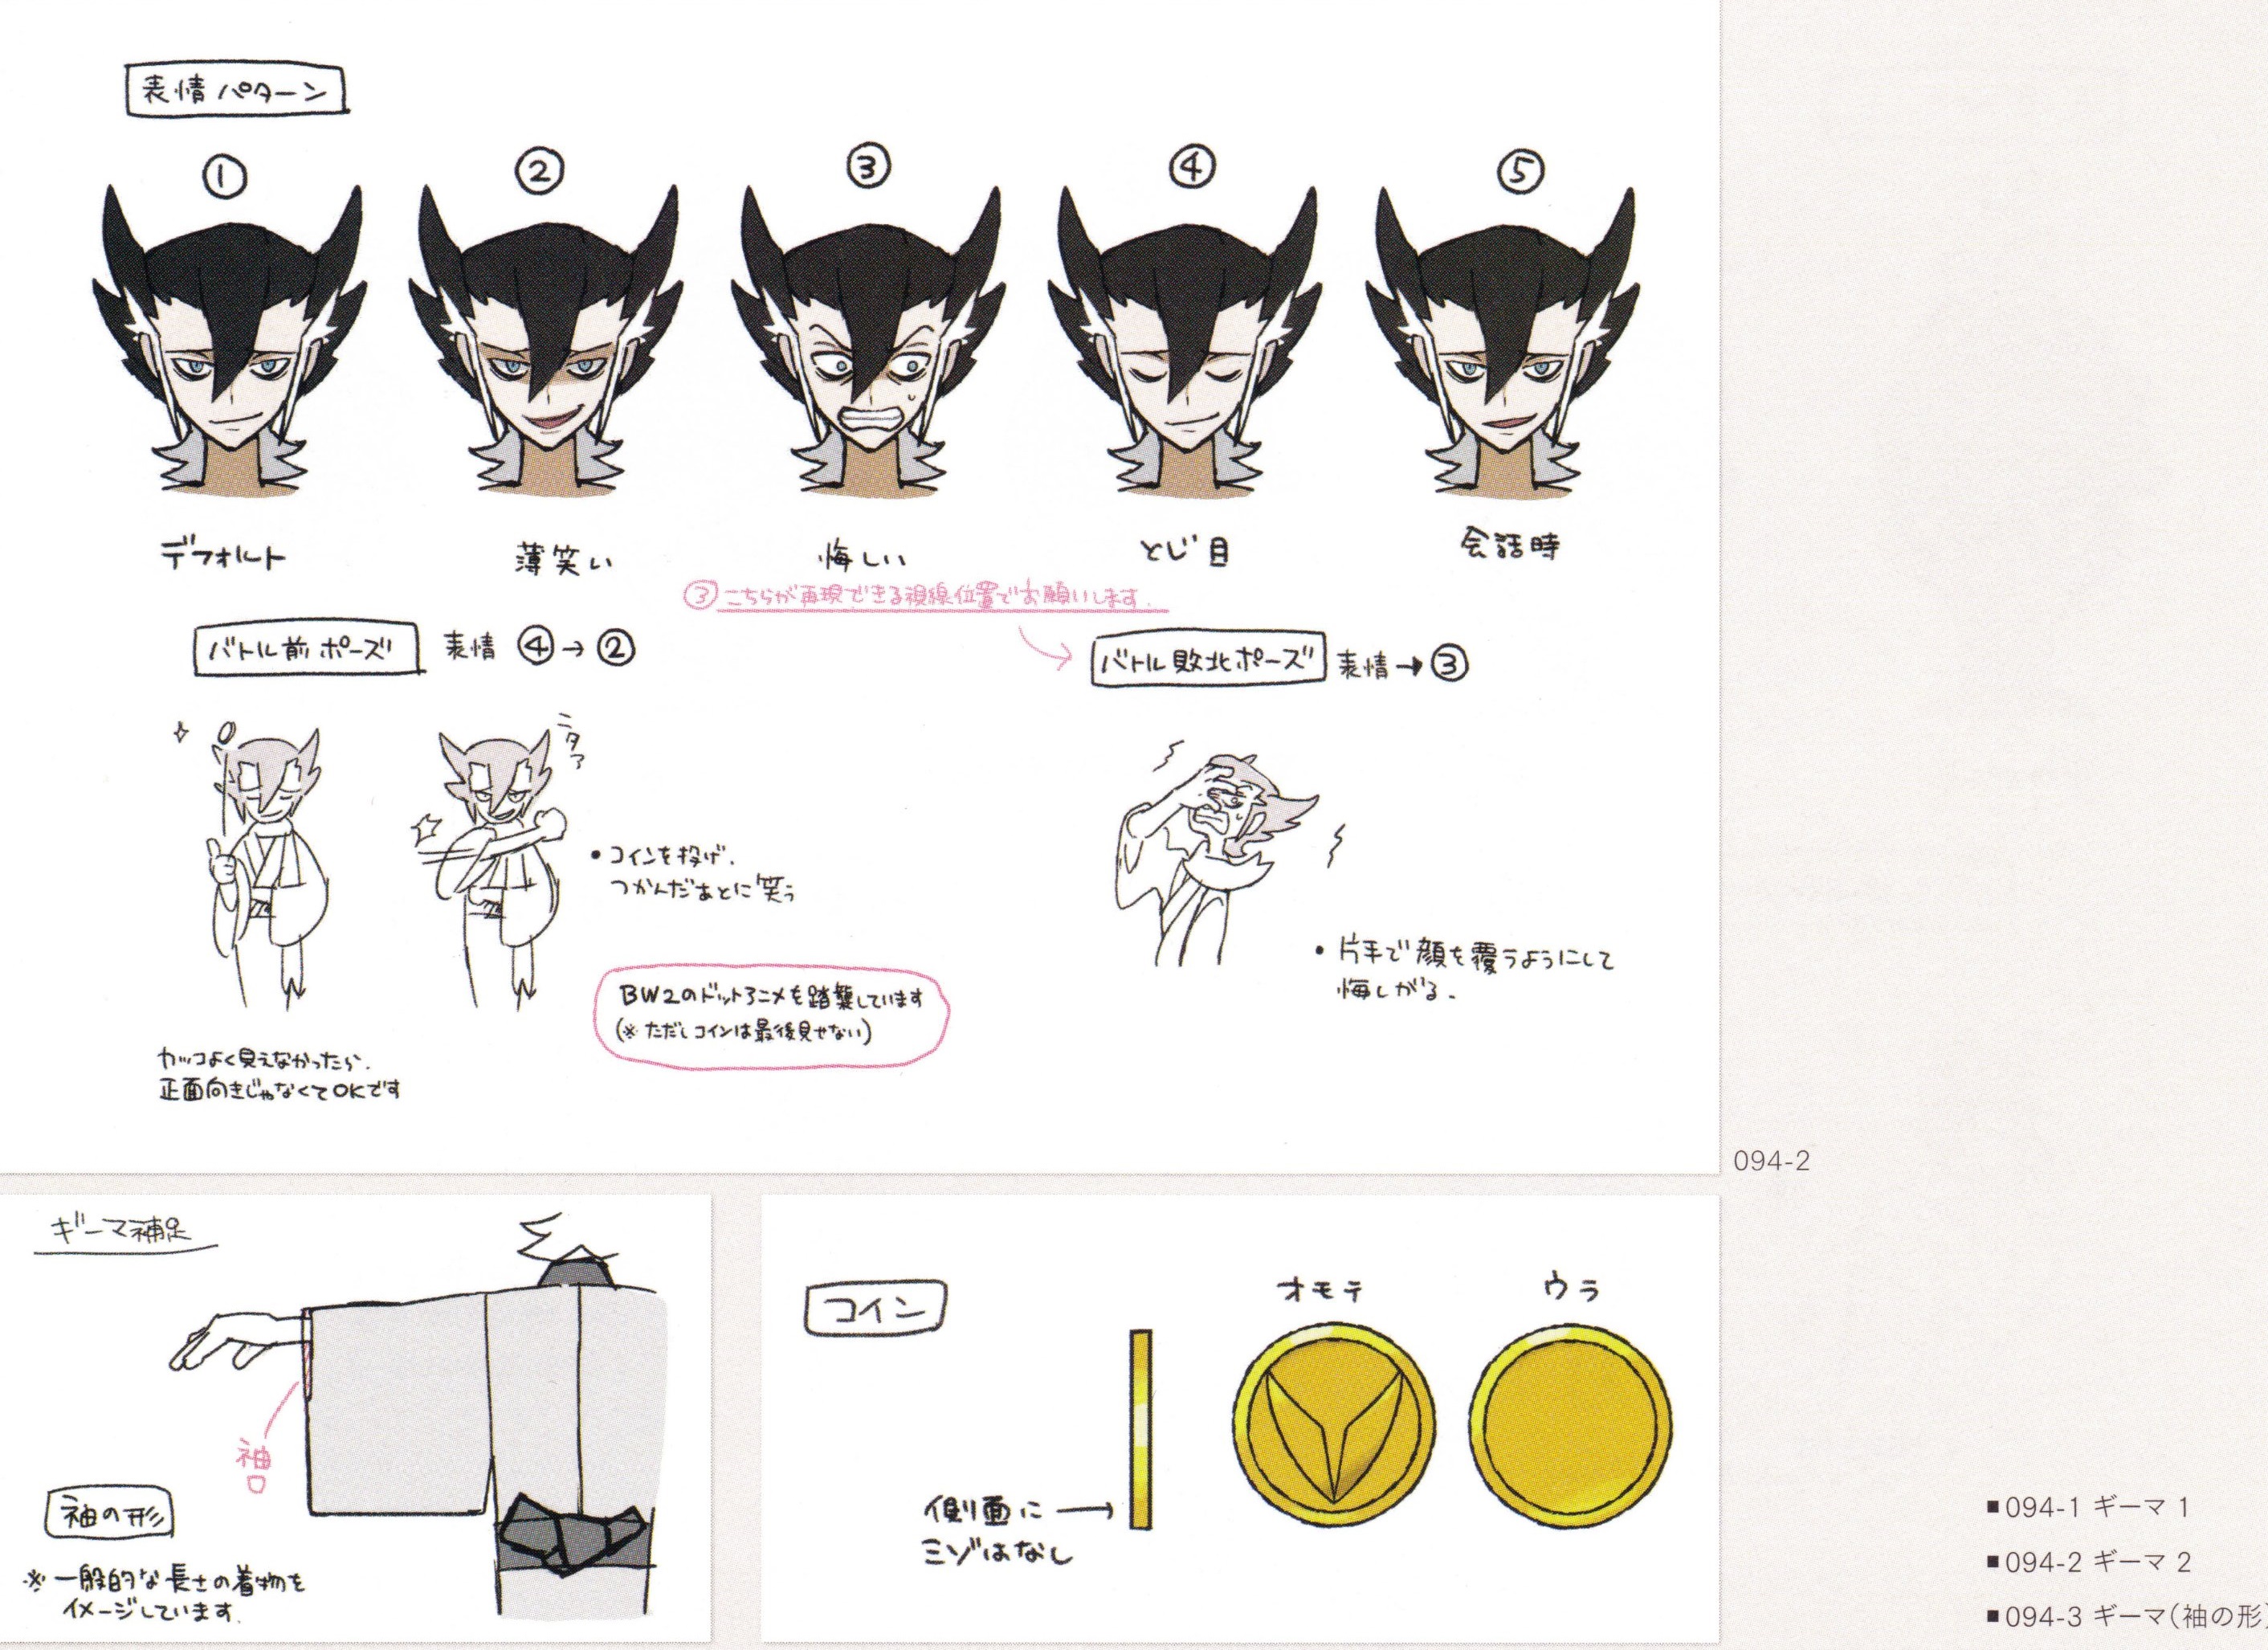 表情パターン
① ② ③ ④ ⑤
デフォルト 薄笑い 悔しい とじ目 会話時
③こちらが再現できる視線位置でお願いします.
バトル前ポーズ 表情 ④→②
バトル敗北ポーズ 表情→③
ニタァ
・コインを投げ.
つかんだあとに笑う
・片手で顔を覆うようにして
悔しがる.
BW2のドットアニメを踏襲しています
(※ただしコインは最後見せない)
カッコよく見えなかったら.
正面向きじゃなくてOKです
094-2
ギーマ補足
袖口
袖の形
※一般的な長さの着物を
イメージしています.
コイン
オモテ ウラ
側面に→
ミゾはなし
■094-1 ギーマ 1
■094-2 ギーマ 2
■094-3 ギーマ(袖の形)